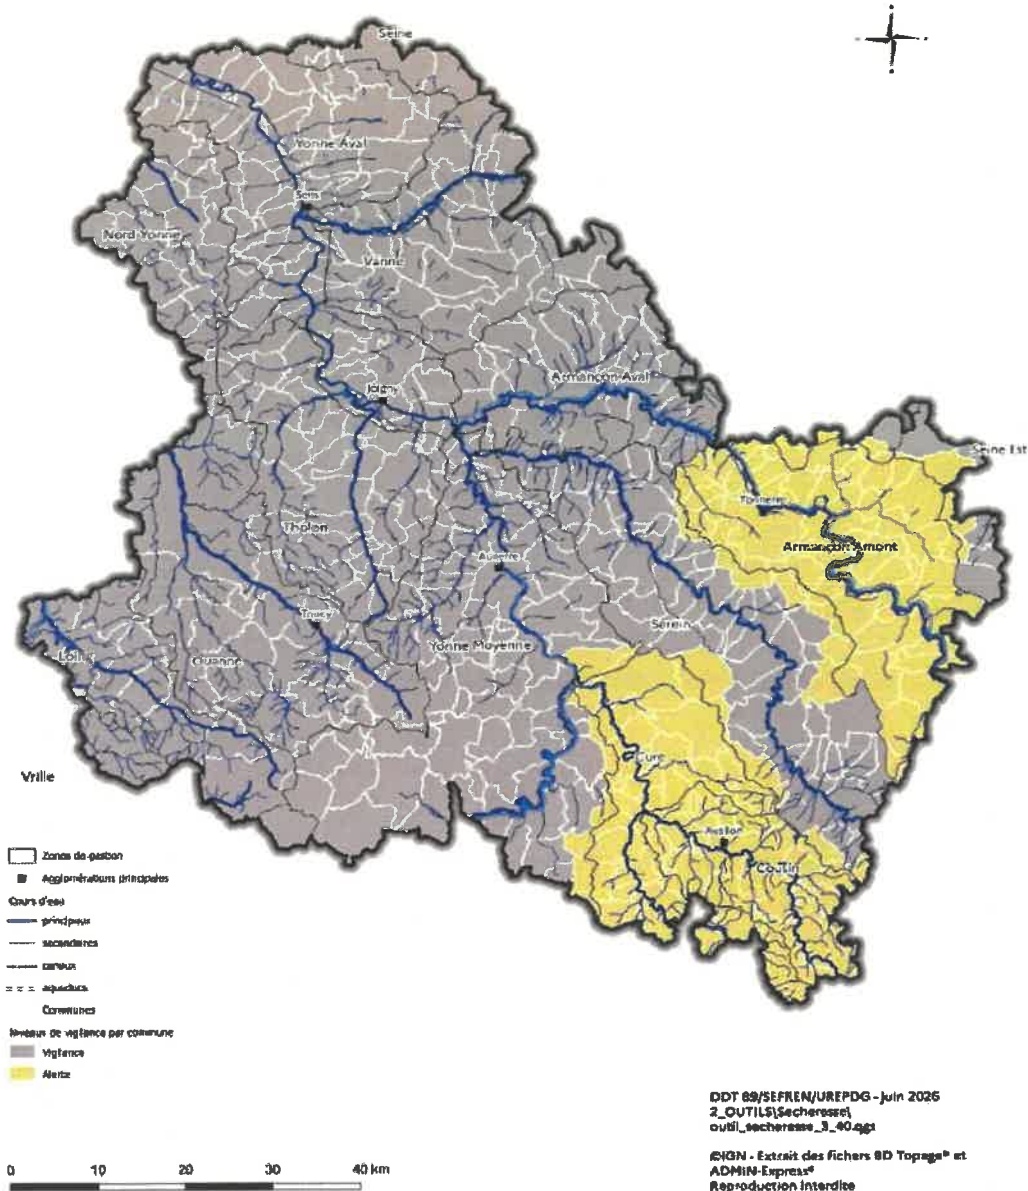 Seine
Yonne Aval
Sens
Nord Yonne
Vanne
Joigny
Armançon Aval
Seine Est
Tonnerre
Armançon Amont
Tholon
Auxerre
Toucy
Serein
Yonne Moyenne
Ouanne
Loing
Cure
Vrille
Avallon
Cousin
Zones de gestion
Agglomérations principales
Cours d'eau
principaux
secondaires
canaux
aqueducs
Communes
Niveaux de vigilance par commune
Vigilance
Alerte
DDT 89/SEFREN/UREPDG - juin 2026
2_OUTILS\Secheresse\
outil_secheresse_3_40.qgz
©IGN - Extrait des fichiers BD Topage® et
ADMIN-Express®
Reproduction interdite
0 10 20 30 40 km